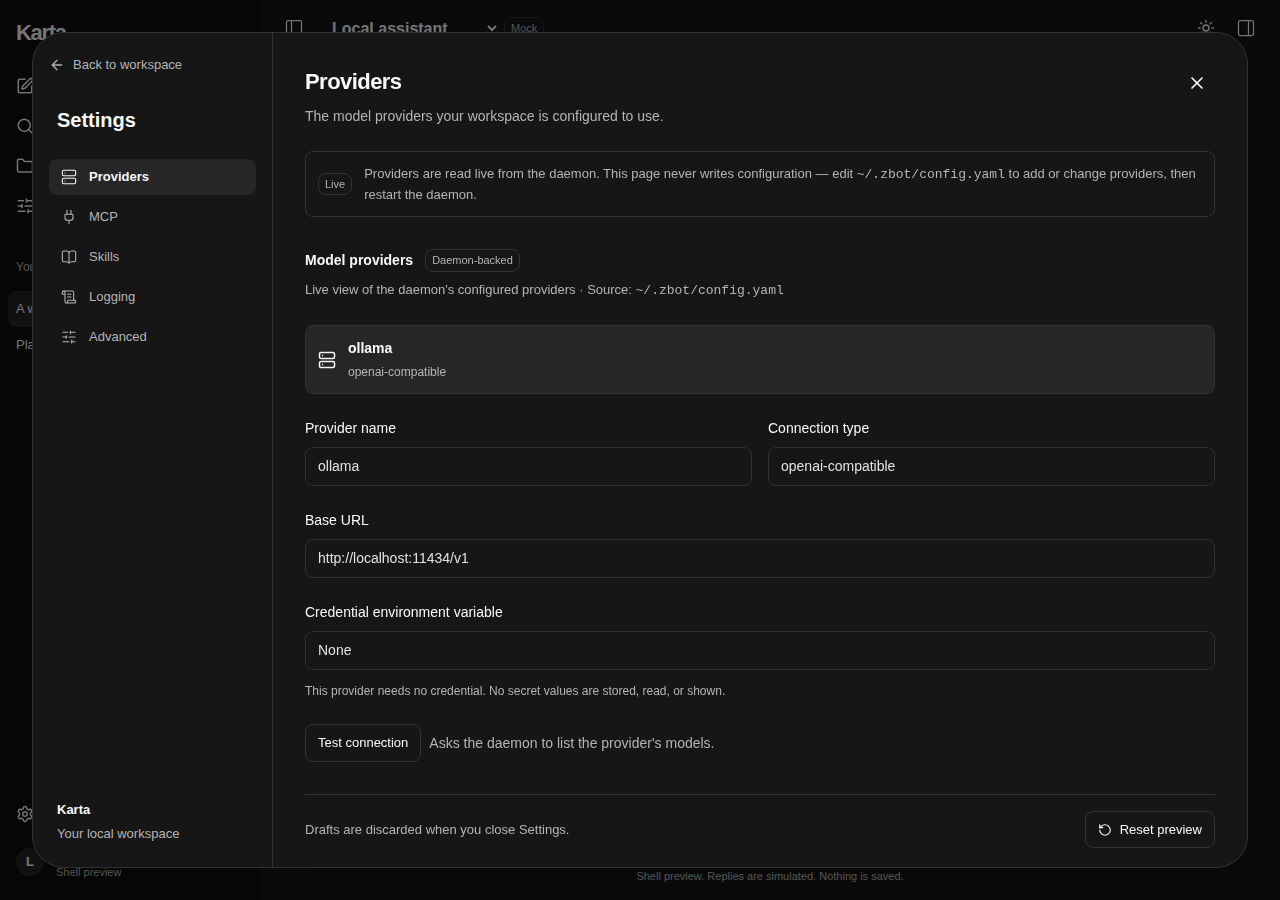 Karta
Local assistant
Mock
Back to workspace
Settings
Providers
MCP
Skills
Logging
Advanced
Karta
Your local workspace
Providers
The model providers your workspace is configured to use.
Live
Providers are read live from the daemon. This page never writes configuration — edit ~/.zbot/config.yaml to add or change providers, then
restart the daemon.
Model providers
Daemon-backed
Live view of the daemon's configured providers · Source: ~/.zbot/config.yaml
ollama
openai-compatible
Provider name
Connection type
ollama
openai-compatible
Base URL
http://localhost:11434/v1
Credential environment variable
None
This provider needs no credential. No secret values are stored, read, or shown.
Test connection
Asks the daemon to list the provider's models.
Drafts are discarded when you close Settings.
Reset preview
L
Shell preview
Shell preview. Replies are simulated. Nothing is saved.